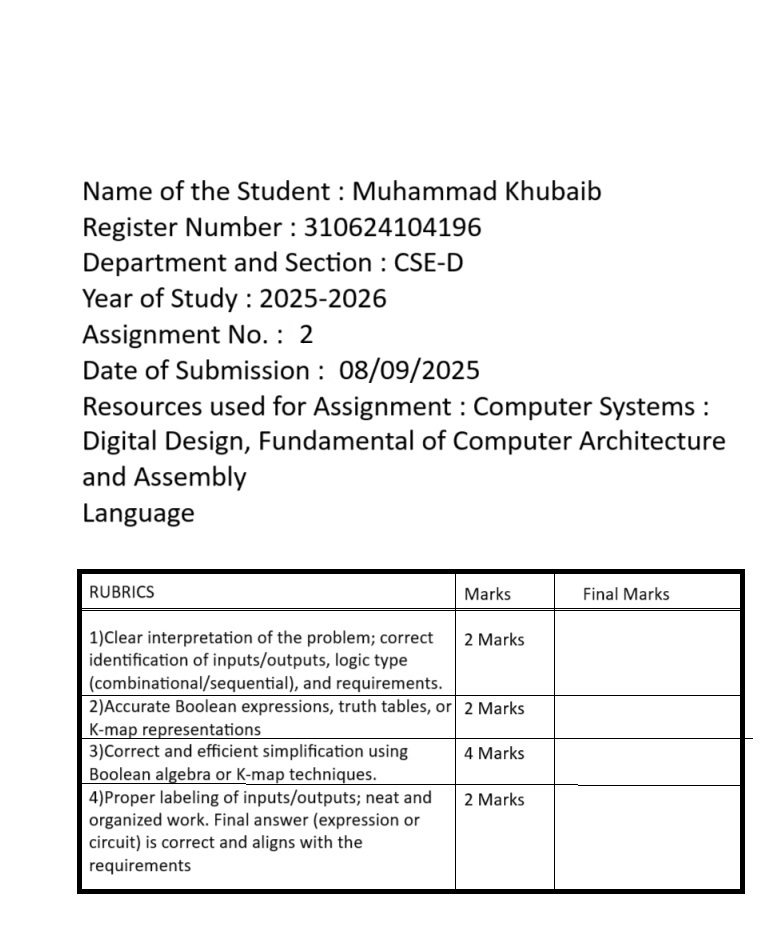 Name of the Student : Muhammad Khubaib
Register Number : 310624104196
Department and Section : CSE-D
Year of Study : 2025-2026
Assignment No. :  2
Date of Submission :  08/09/2025
Resources used for Assignment : Computer Systems :
Digital Design, Fundamental of Computer Architecture
and Assembly
Language
RUBRICS Marks Final Marks
1)Clear interpretation of the problem; correct 2 Marks
identification of inputs/outputs, logic type
(combinational/sequential), and requirements.
2)Accurate Boolean expressions, truth tables, or 2 Marks
K-map representations
3)Correct and efficient simplification using 4 Marks
Boolean algebra or K-map techniques.
4)Proper labeling of inputs/outputs; neat and 2 Marks
organized work. Final answer (expression or
circuit) is correct and aligns with the
requirements